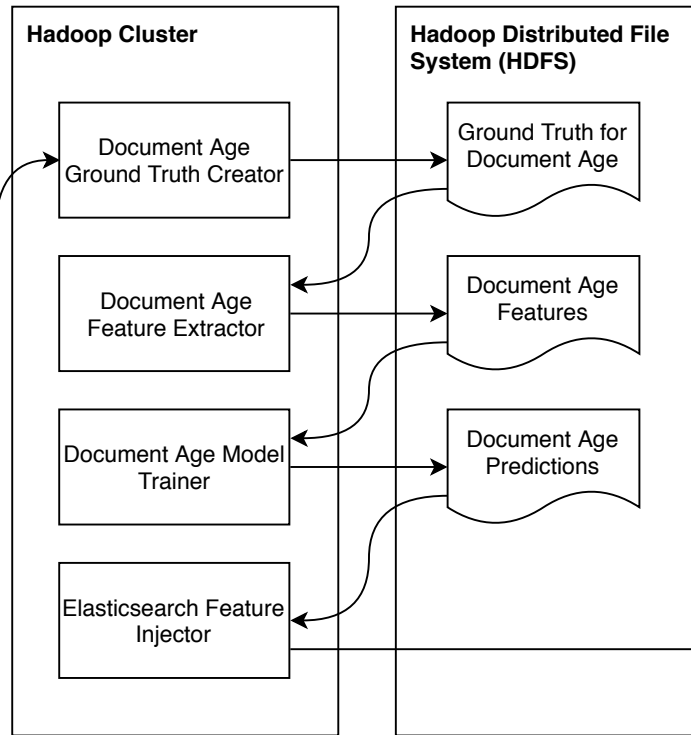 Hadoop Cluster
Hadoop Distributed File
System (HDFS)
Document Age
Ground Truth Creator
Ground Truth for
Document Age
Document Age
Feature Extractor
Document Age
Features
Document Age Model
Trainer
Document Age
Predictions
Elasticsearch Feature
Injector